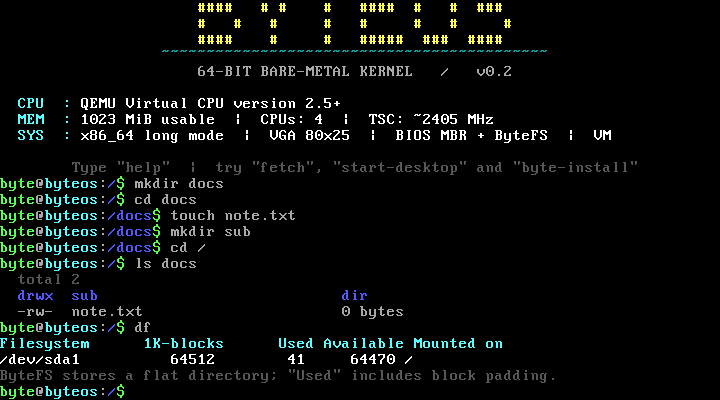 64-BIT BARE-METAL KERNEL / v0.2
CPU : QEMU Virtual CPU version 2.5+
MEM : 1023 MiB usable | CPUs: 4 | TSC: ~2405 MHz
SYS : x86_64 long mode | VGA 80x25 | BIOS MBR + ByteFS | VM
Type "help" | try "fetch", "start-desktop" and "byte-install"
byte@byteos:/$ mkdir docs
byte@byteos:/$ cd docs
byte@byteos:/docs$ touch note.txt
byte@byteos:/docs$ mkdir sub
byte@byteos:/docs$ cd /
byte@byteos:/$ ls docs
total 2
drwx sub dir
-rw- note.txt 0 bytes
byte@byteos:/$ df
Filesystem 1K-blocks Used Available Mounted on
/dev/sda1 64512 41 64470 /
ByteFS stores a flat directory; "Used" includes block padding.
byte@byteos:/$